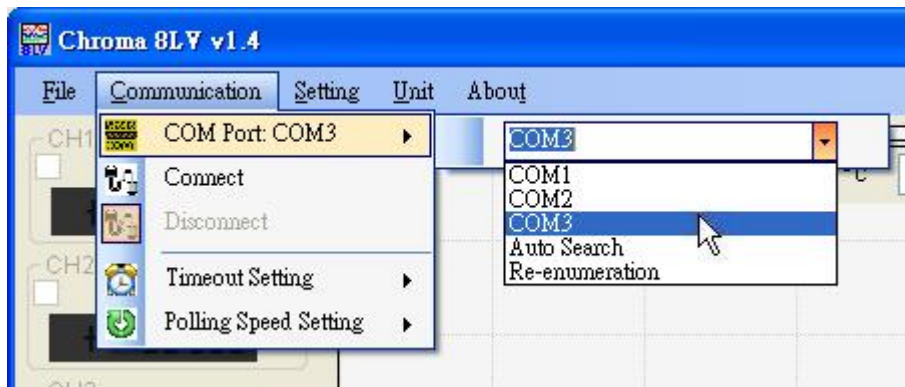 Chroma 8LV v1.4
File Communication Setting Unit About
CH1
COM Port: COM3
COM3
°C
Connect
COM1
COM2
Disconnect
COM3
Auto Search
CH2
Timeout Setting
Re-enumeration
Polling Speed Setting